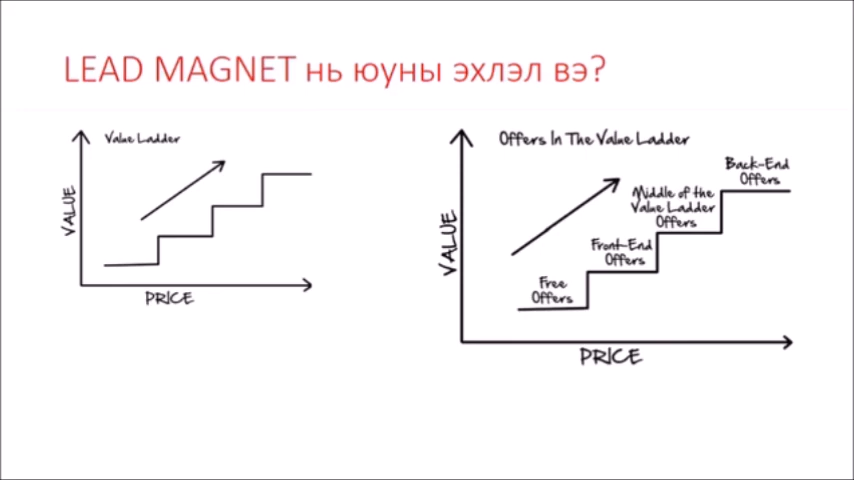 LEAD MAGNET нь юуны эхлэл вэ?
Value Ladder
VALUE
PRICE
Offers In The Value Ladder
Back-End
Offers
Middle of the
Value Ladder
Offers
Front-End
Offers
Free
Offers
VALUE
PRICE